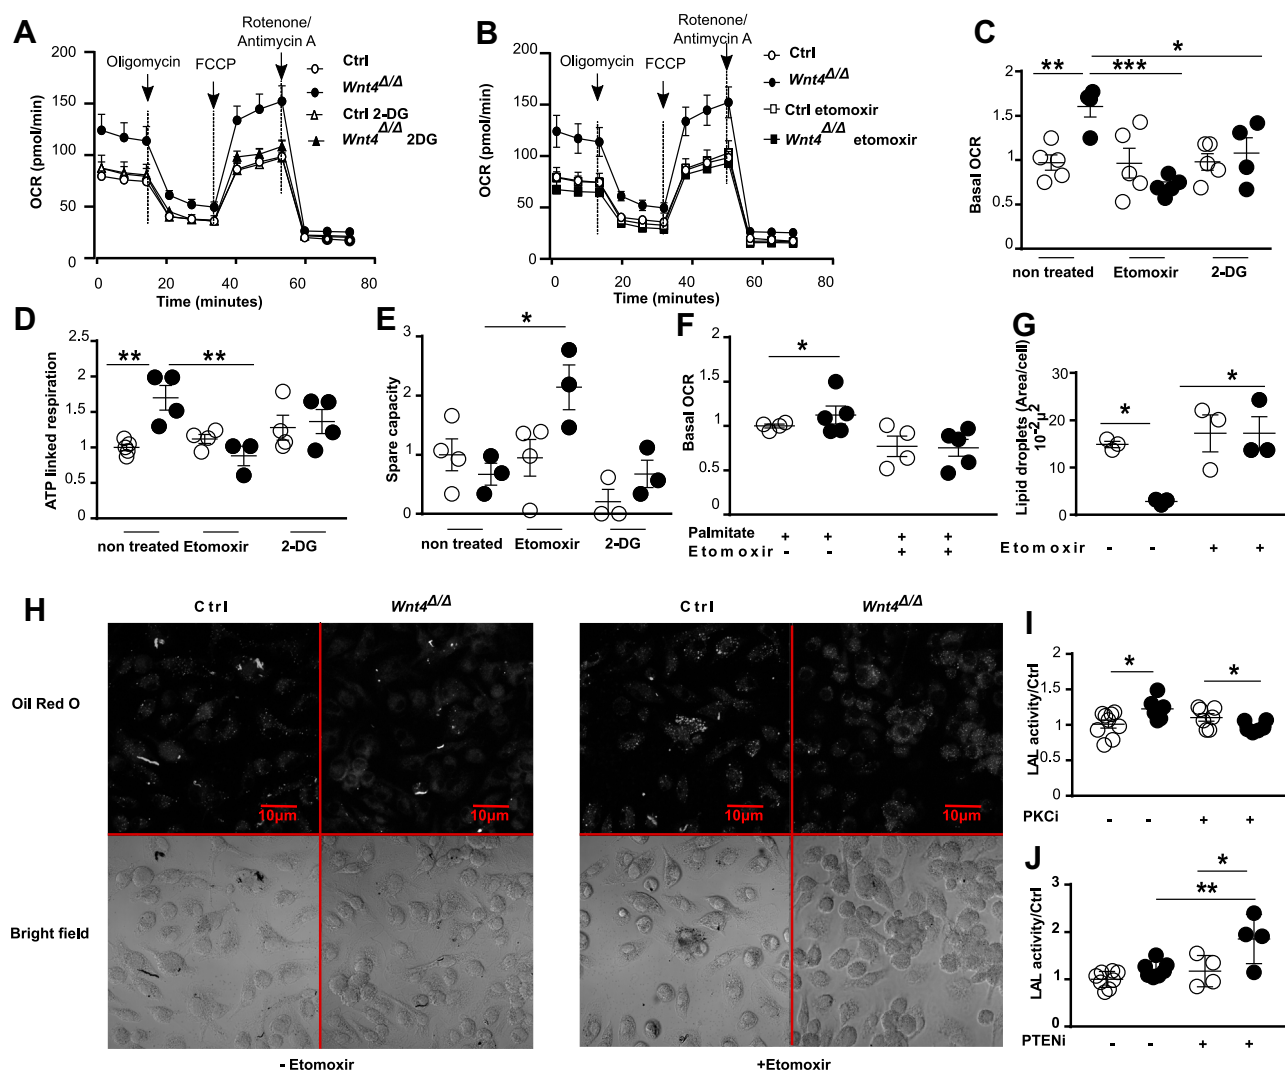 A
OCR (pmol/min)
200
150
100
50
0
0 20 40 60 80
Time (minutes)
Oligomycin
FCCP
Rotenone/
Antimycin A
Ctrl
Wnt4Δ/Δ
Ctrl 2-DG
Wnt4Δ/Δ 2DG
B
OCR (pmol/min)
200
150
100
50
0
0 20 40 60 80
Time (minutes)
Oligomycin
FCCP
Rotenone/
Antimycin A
Ctrl
Wnt4Δ/Δ
Ctrl etomoxir
Wnt4Δ/Δ etomoxir
C
Basal OCR
2
1.5
1
0.5
0
** *** *
non treated Etomoxir 2-DG
D
ATP linked respiration
2.5
2
1.5
1
0.5
0
** **
non treated Etomoxir 2-DG
E
Spare capacity
3
2
1
0
*
non treated Etomoxir 2-DG
F
Basal OCR
2
1.5
1
0.5
0
*
Palmitate + + + +
Etomoxir - - + +
G
Lipid droplets (Area/cell)
10-2µ2
30
20
10
0
* *
Etomoxir - - + +
H
Ctrl Wnt4Δ/Δ Ctrl Wnt4Δ/Δ
Oil Red O
10µm 10µm 10µm 10µm
Bright field
- Etomoxir +Etomoxir
I
LAL activity/Ctrl
2
1.5
1
0.5
0
* *
PKCi - - + +
J
LAL activity/Ctrl
3
2
1
0
*
**
PTENi - - + +